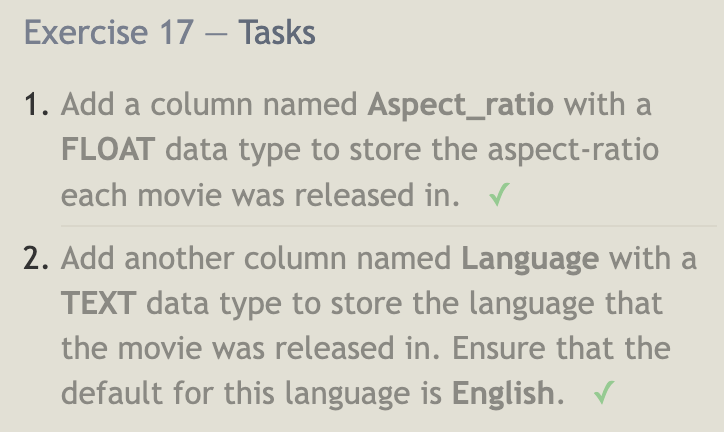 Exercise 17 — Tasks
1. Add a column named Aspect_ratio with a
FLOAT data type to store the aspect-ratio
each movie was released in. ✓
2. Add another column named Language with a
TEXT data type to store the language that
the movie was released in. Ensure that the
default for this language is English. ✓